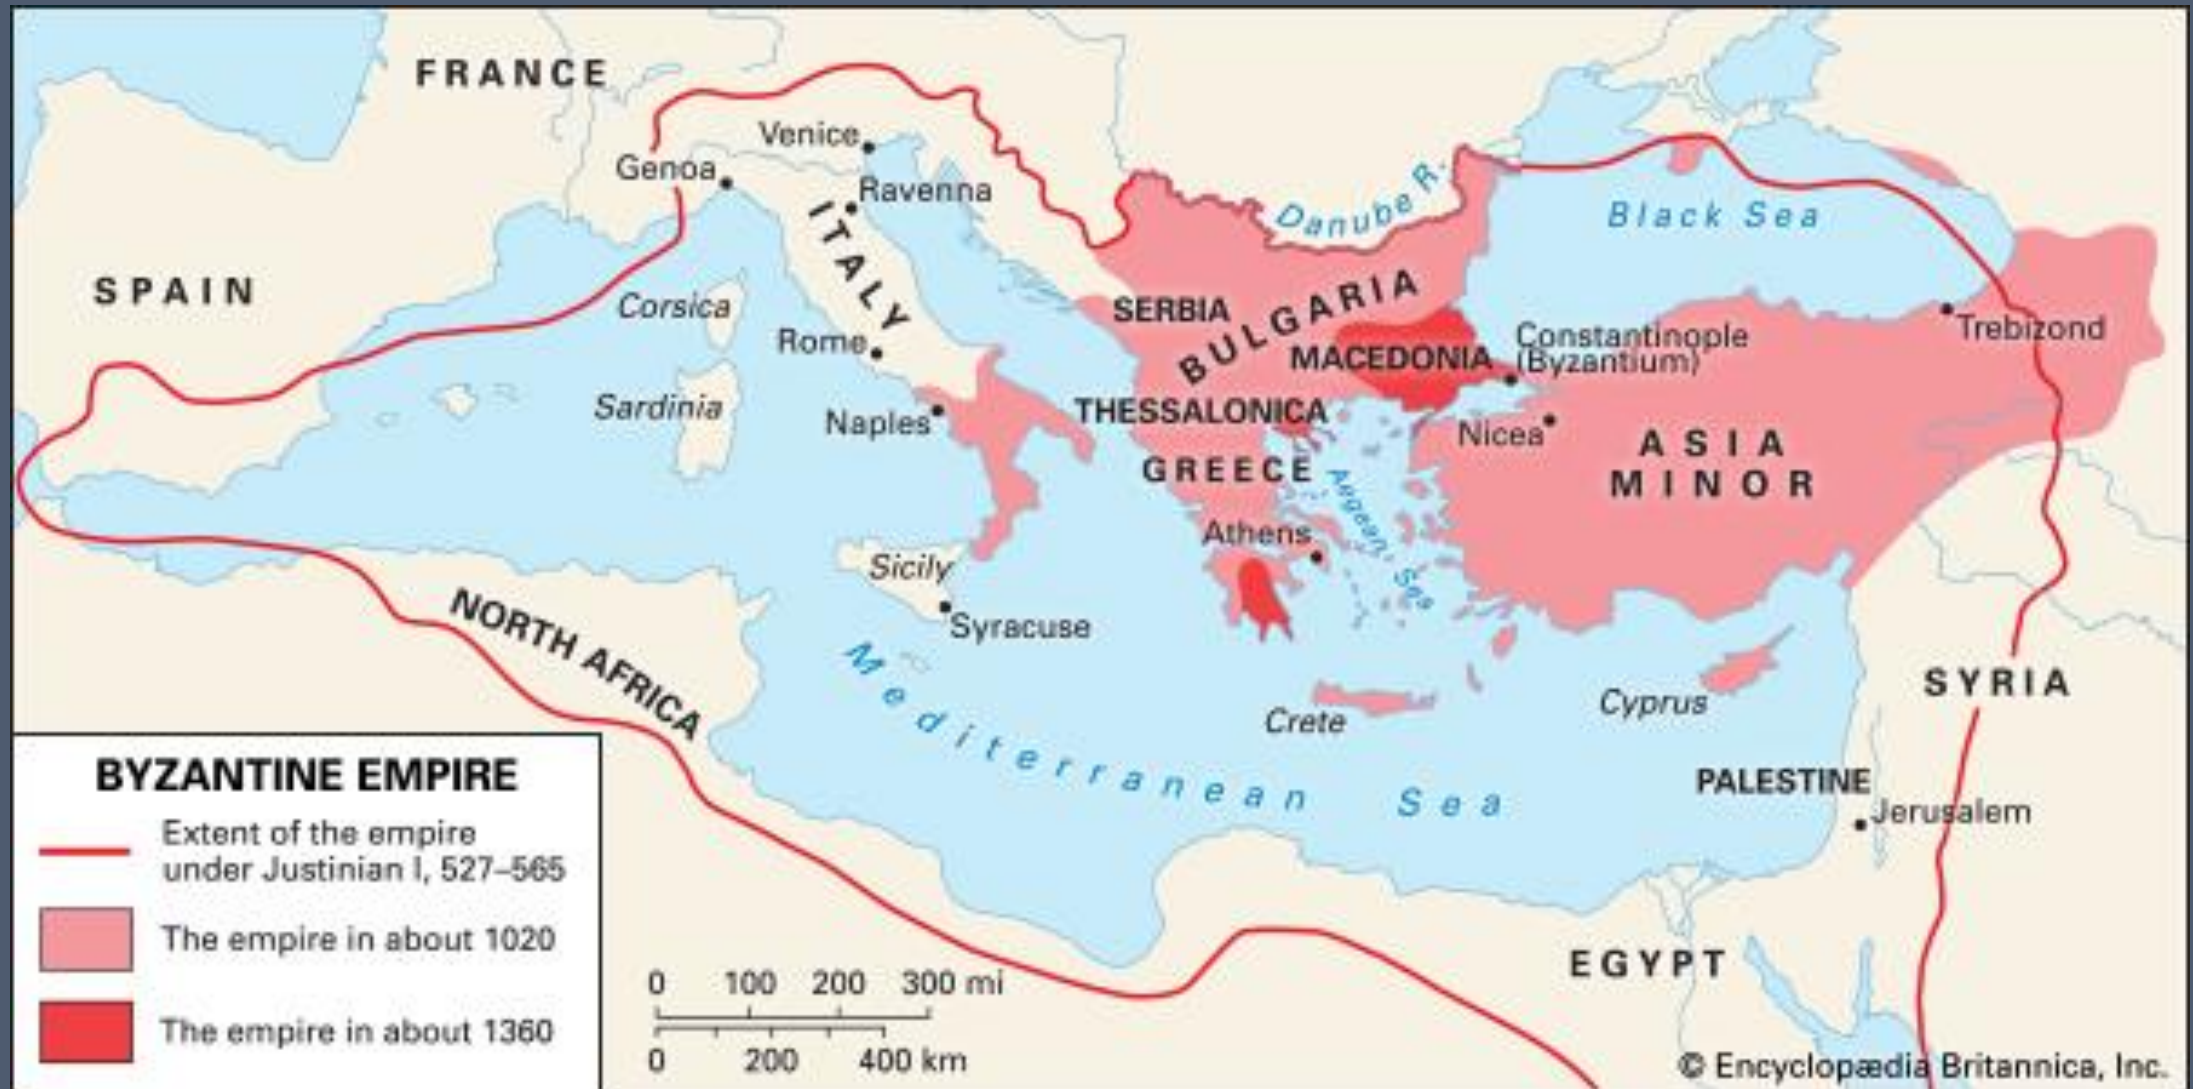 FRANCE
Venice
Genoa
Ravenna
Danube R.
Black Sea
ITALY
SPAIN
Corsica
SERBIA
BULGARIA
Constantinople
(Byzantium)
Trebizond
Rome
MACEDONIA
Sardinia
Naples
THESSALONICA
Nicea
ASIA
MINOR
GREECE
Aegean Sea
Athens
Sicily
NORTH AFRICA
Syracuse
Mediterranean Sea
Crete
Cyprus
SYRIA
PALESTINE
Jerusalem
EGYPT
BYZANTINE EMPIRE
Extent of the empire
under Justinian I, 527–565
The empire in about 1020
The empire in about 1360
0 100 200 300 mi
0 200 400 km
© Encyclopædia Britannica, Inc.